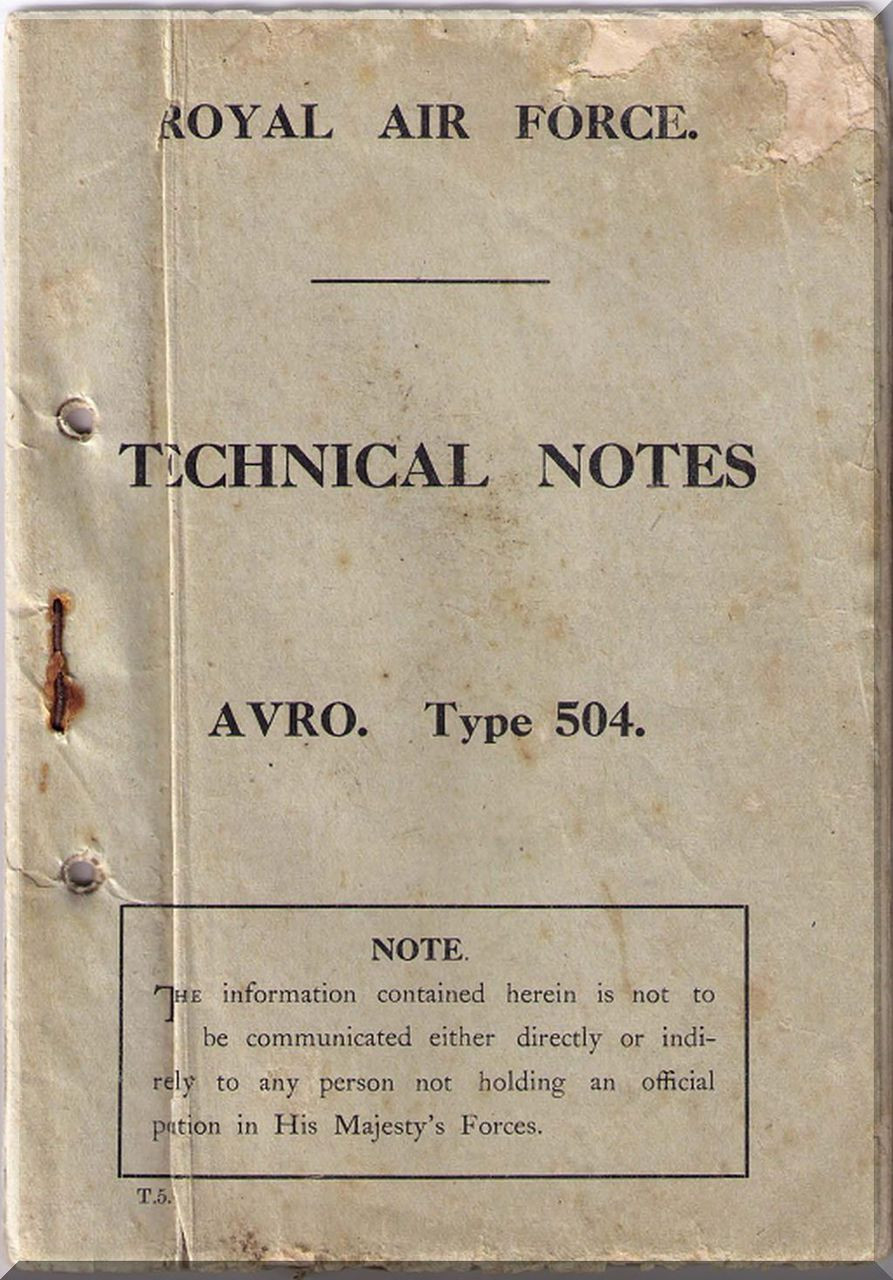 ROYAL AIR FORCE.
TECHNICAL NOTES
AVRO. Type 504.
NOTE.
THE information contained herein is not to
be communicated either directly or indi-
rely to any person not holding an official
in His Majesty's Forces.
T.5.